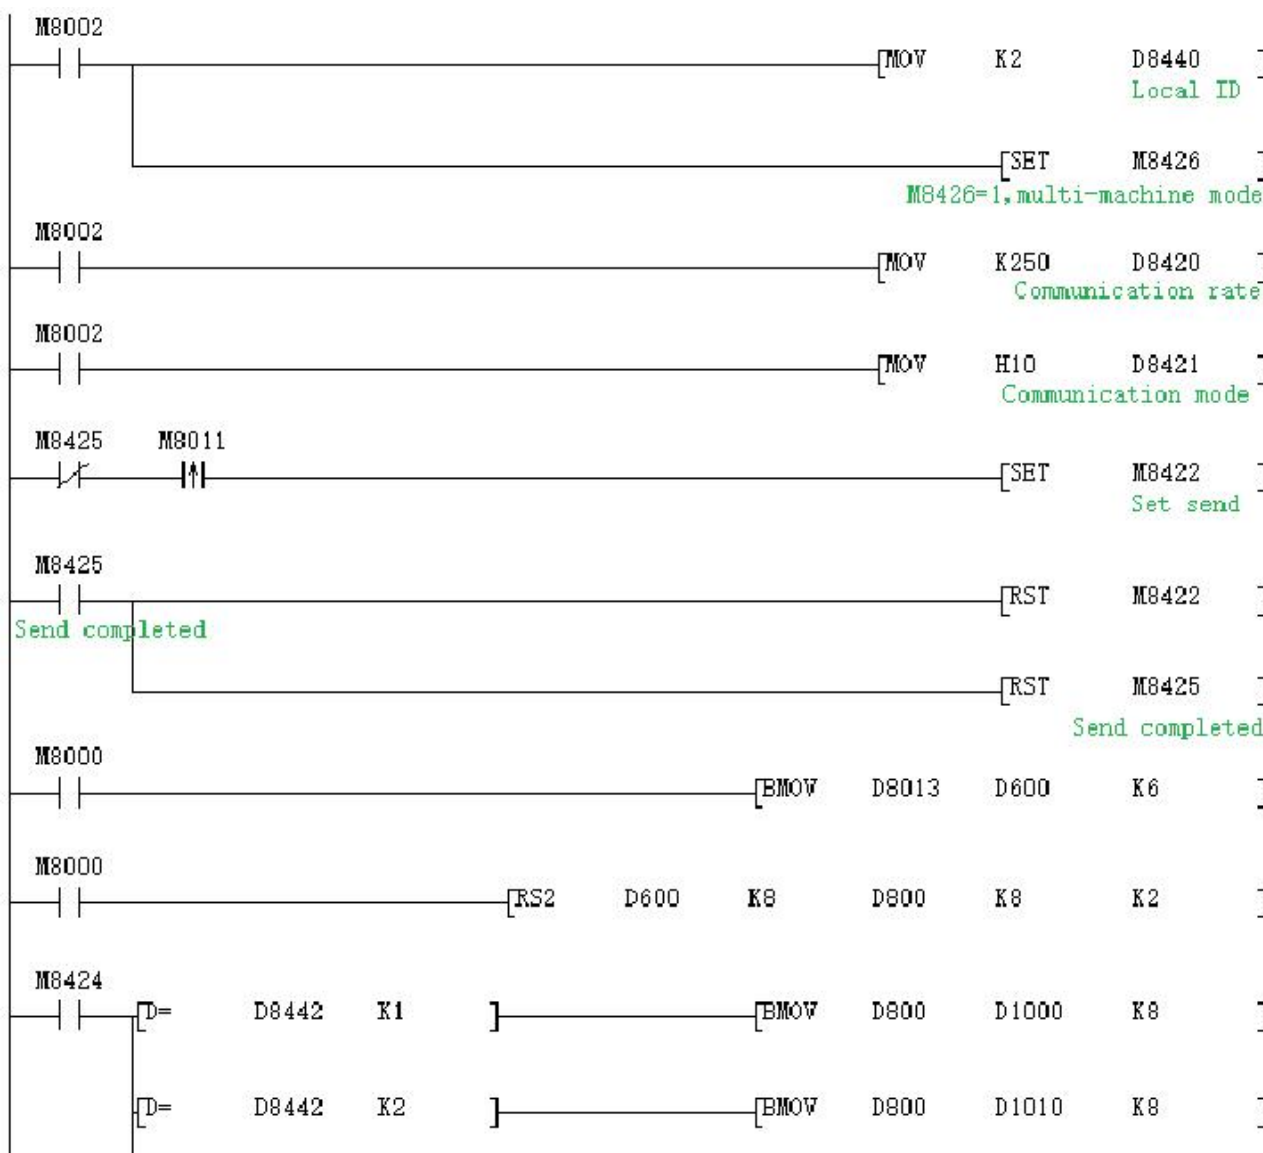 M8002
MOV K2 D8440
Local ID
SET M8426
M8426=1,multi-machine mode
M8002
MOV K250 D8420
Communication rate
M8002
MOV H10 D8421
Communication mode
M8425 M8011
SET M8422
Set send
M8425
RST M8422
Send completed
RST M8425
Send completed
M8000
BMOV D8013 D600 K6
M8000
RS2 D600 K8 D800 K8 K2
M8424
D= D8442 K1 BMOV D800 D1000 K8
D= D8442 K2 BMOV D800 D1010 K8